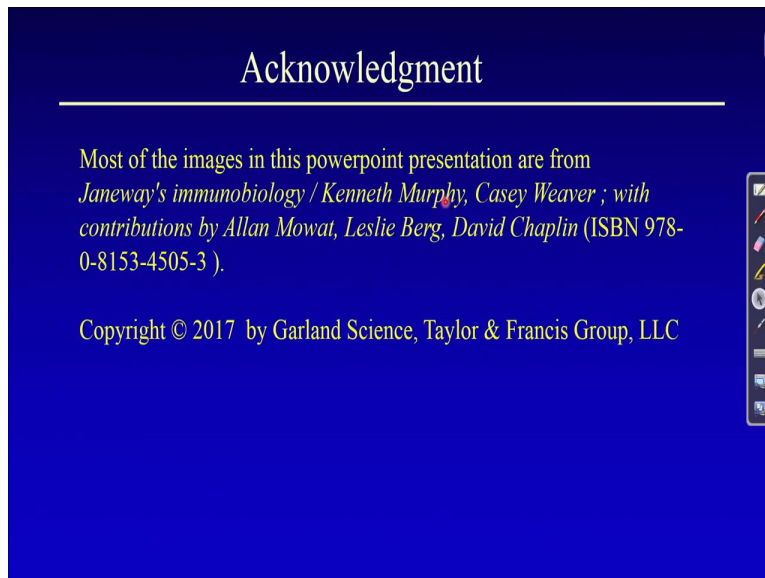 Acknowledgment
Most of the images in this powerpoint presentation are from
Janeway's immunobiology / Kenneth Murphy, Casey Weaver ; with
contributions by Allan Mowat, Leslie Berg, David Chaplin (ISBN 978-
0-8153-4505-3 ).
Copyright © 2017  by Garland Science, Taylor & Francis Group, LLC